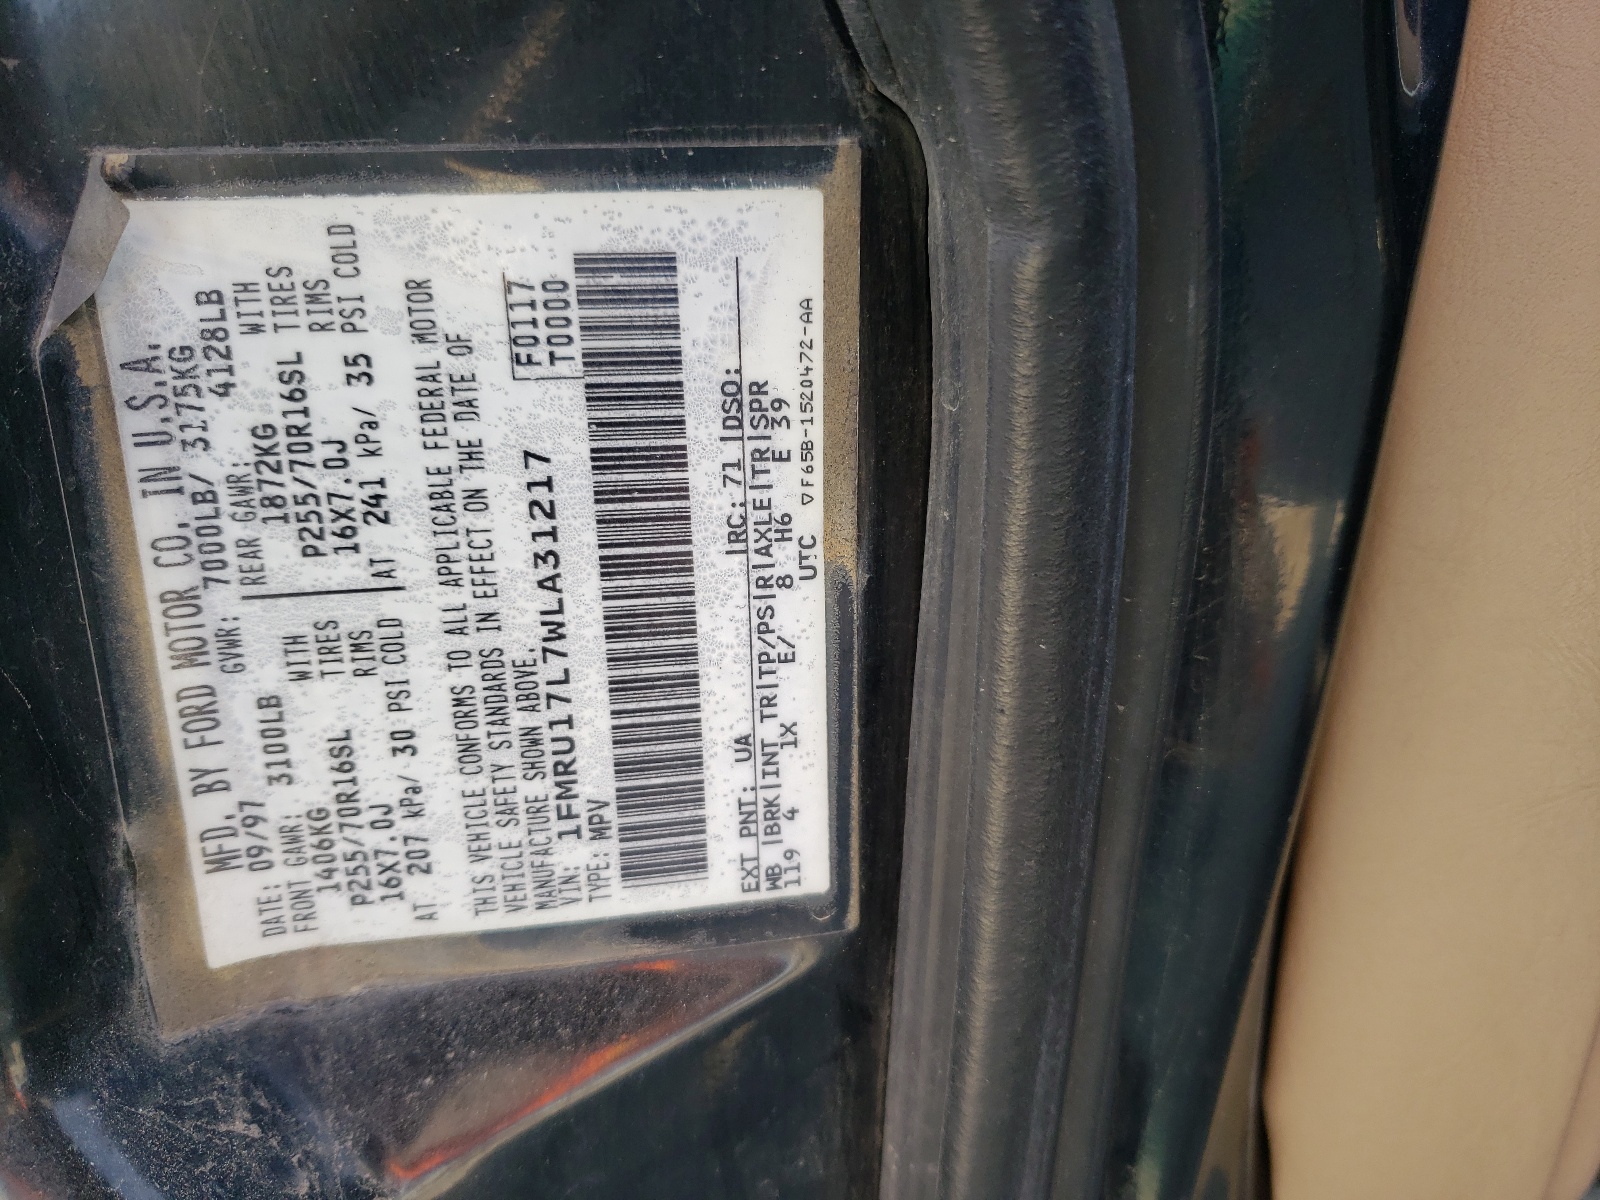 MFD. BY FORD MOTOR CO. IN U.S.A.
DATE: 09/97 GVWR: 7000LB/ 3175KG
FRONT GAWR: 3100LB REAR GAWR: 4128LB
1406KG WITH 1872KG WITH
P255/70R16SL TIRES P255/70R16SL TIRES
16X7.0J RIMS 16X7.0J RIMS
AT 207 kPa/ 30 PSI COLD AT 241 kPa/ 35 PSI COLD
THIS VEHICLE CONFORMS TO ALL APPLICABLE FEDERAL MOTOR
VEHICLE SAFETY STANDARDS IN EFFECT ON THE DATE OF
MANUFACTURE SHOWN ABOVE.
VIN: 1FMRU17L7WLA31217 F0117
TYPE: MPV T0000
EXT PNT: UA RC: 71 DSO:
WB BRK INT TR TP/PS R AXLE TR SPR
119 4 1X E/ 8 H6 E 39
UTC ▽F65B-1520472-AA